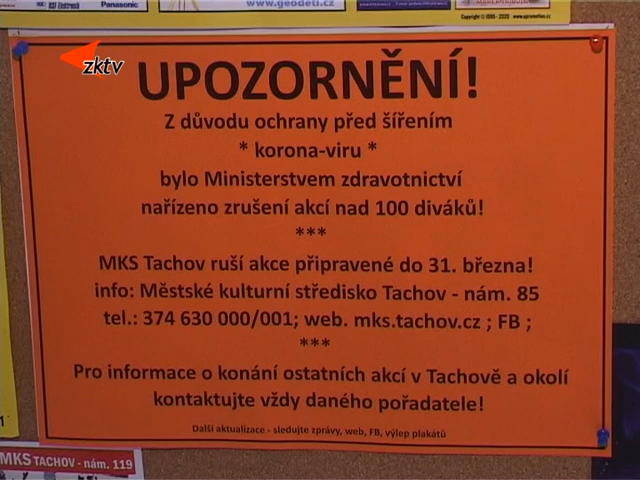 Panasonic
www.geodeti.cz
zktv
UPOZORNĚNÍ!
Z důvodu ochrany před šířením
* korona-viru *
bylo Ministerstvem zdravotnictví
nařízeno zrušení akcí nad 100 diváků!
***
MKS Tachov ruší akce připravené do 31. března!
info: Městské kulturní středisko Tachov - nám. 85
tel.: 374 630 000/001; web. mks.tachov.cz ; FB ;
***
Pro informace o konání ostatních akcí v Tachově a okolí
kontaktujte vždy daného pořadatele!
Další aktualizace - sledujte zprávy, web, FB, výlep plakátů
MKS TACHOV - nám. 119